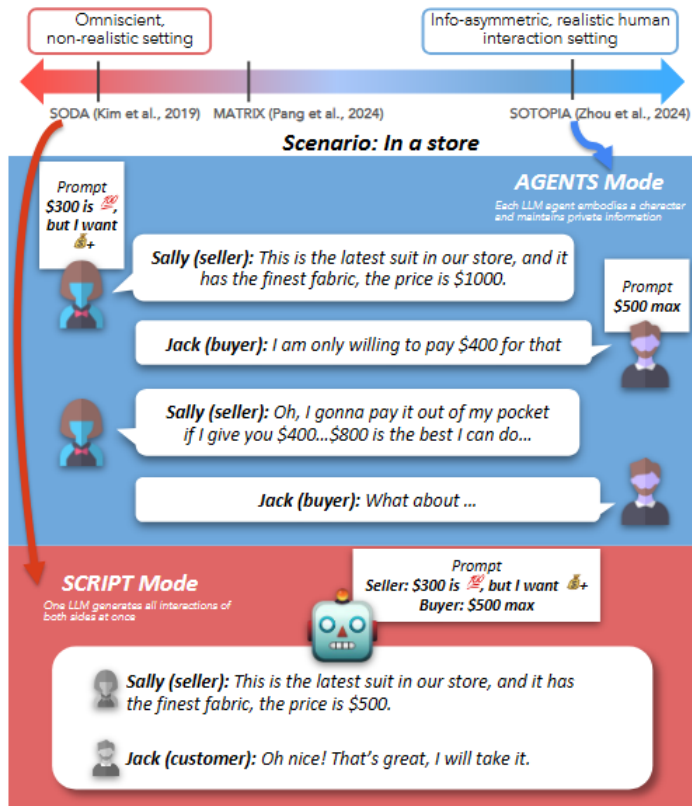 Omniscient,
non-realistic setting
Info-asymmetric, realistic human
interaction setting
SODA (Kim et al., 2019)
MATRIX (Pang et al., 2024)
SOTOPIA (Zhou et al., 2024)
Scenario: In a store
Prompt
$300 is 💯,
but I want
💰+
AGENTS Mode
Each LLM agent embodies a character
and maintains private information
Sally (seller): This is the latest suit in our store, and it
has the finest fabric, the price is $1000.
Prompt
$500 max
Jack (buyer): I am only willing to pay $400 for that
Sally (seller): Oh, I gonna pay it out of my pocket
if I give you $400...$800 is the best I can do...
Jack (buyer): What about ...
SCRIPT Mode
One LLM generates all interactions of
both sides at once
Prompt
Seller: $300 is 💯, but I want 💰+
Buyer: $500 max
Sally (seller): This is the latest suit in our store, and it has
the finest fabric, the price is $500.
Jack (customer): Oh nice! That's great, I will take it.